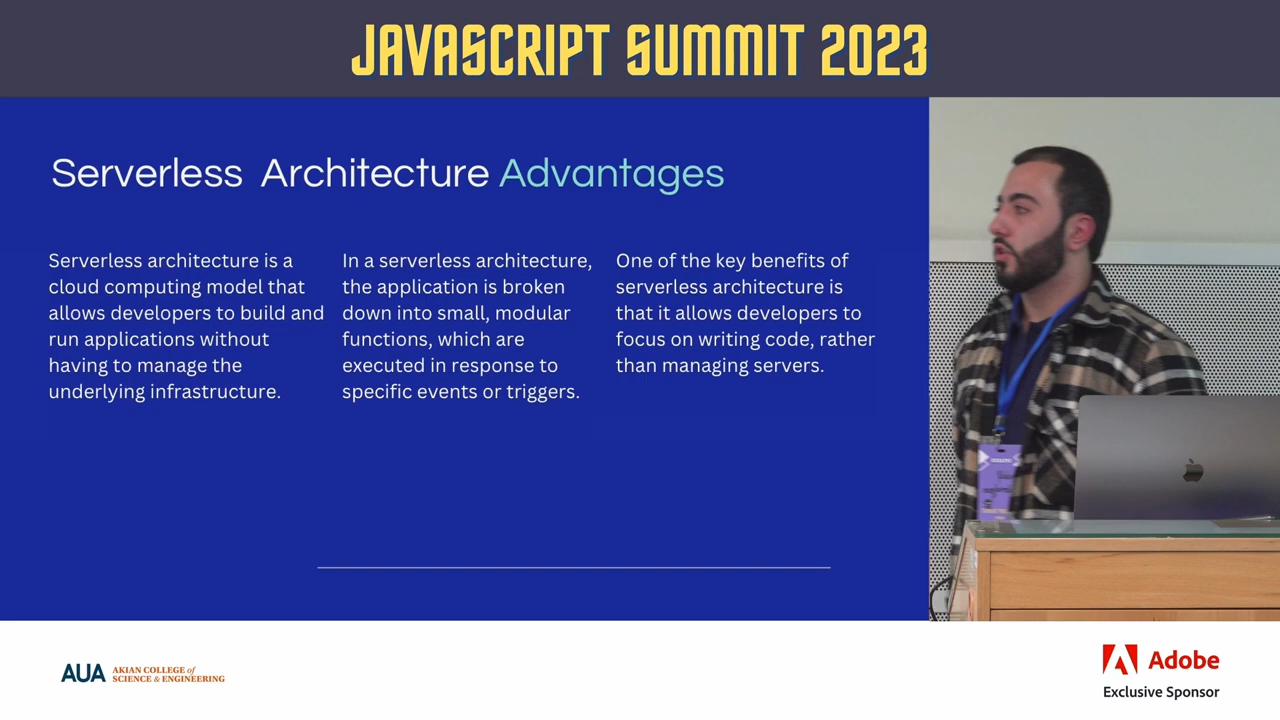 JAVASCRIPT SUMMIT 2023
Serverless Architecture Advantages
Serverless architecture is a
cloud computing model that
allows developers to build and
run applications without
having to manage the
underlying infrastructure.
In a serverless architecture,
the application is broken
down into small, modular
functions, which are
executed in response to
specific events or triggers.
One of the key benefits of
serverless architecture is
that it allows developers to
focus on writing code, rather
than managing servers.
AUA AKIAN COLLEGE of
SCIENCE & ENGINEERING
Adobe
Exclusive Sponsor